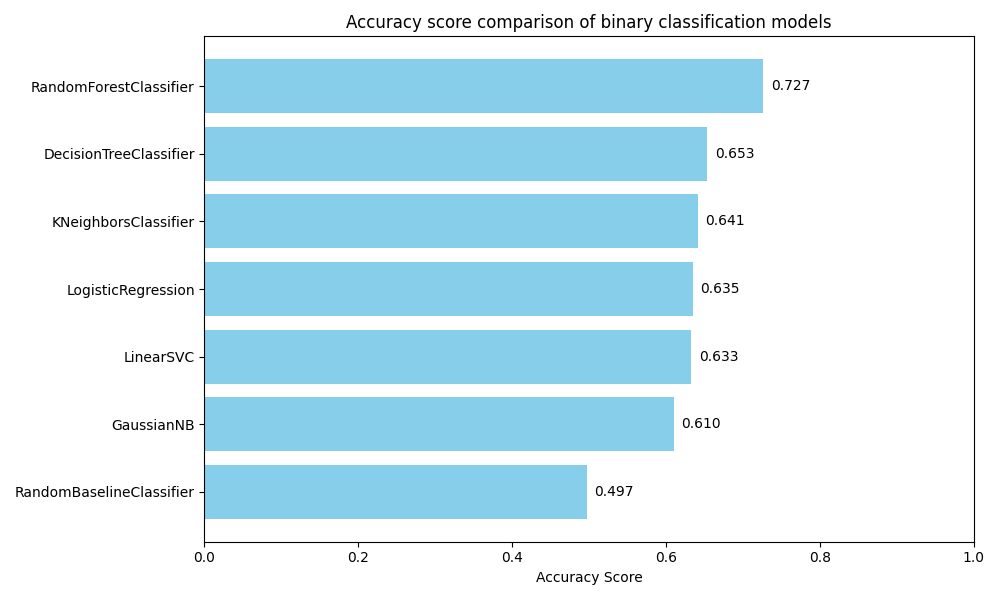 Accuracy score comparison of binary classification models
RandomForestClassifier 0.727
DecisionTreeClassifier 0.653
KNeighborsClassifier 0.641
LogisticRegression 0.635
LinearSVC 0.633
GaussianNB 0.610
RandomBaselineClassifier 0.497
0.0 0.2 0.4 0.6 0.8 1.0
Accuracy Score